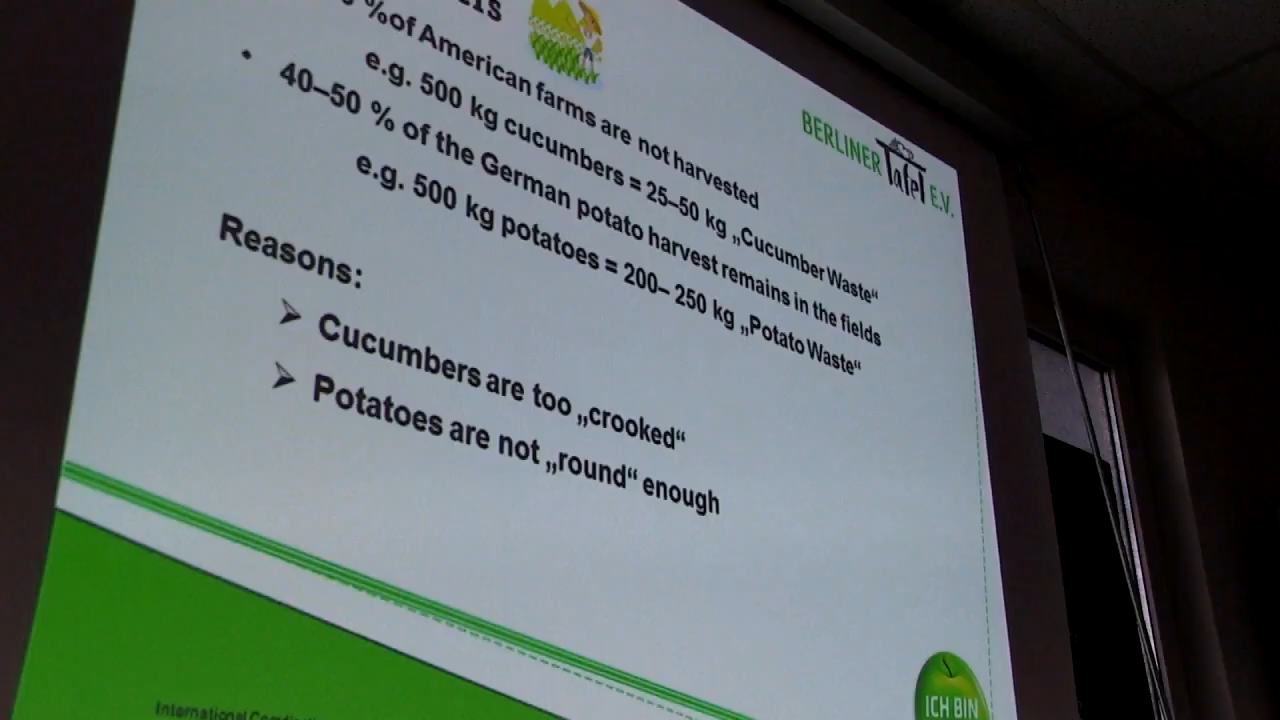 % of American farms are not harvested
e.g. 500 kg cucumbers = 25–50 kg „Cucumber Waste“
• 40–50 % of the German potato harvest remains in the fields
e.g. 500 kg potatoes = 200– 250 kg „Potato Waste“
Reasons:
➢ Cucumbers are too „crooked“
➢ Potatoes are not „round“ enough
BERLINER Tafel E.V.
ICH BIN
International